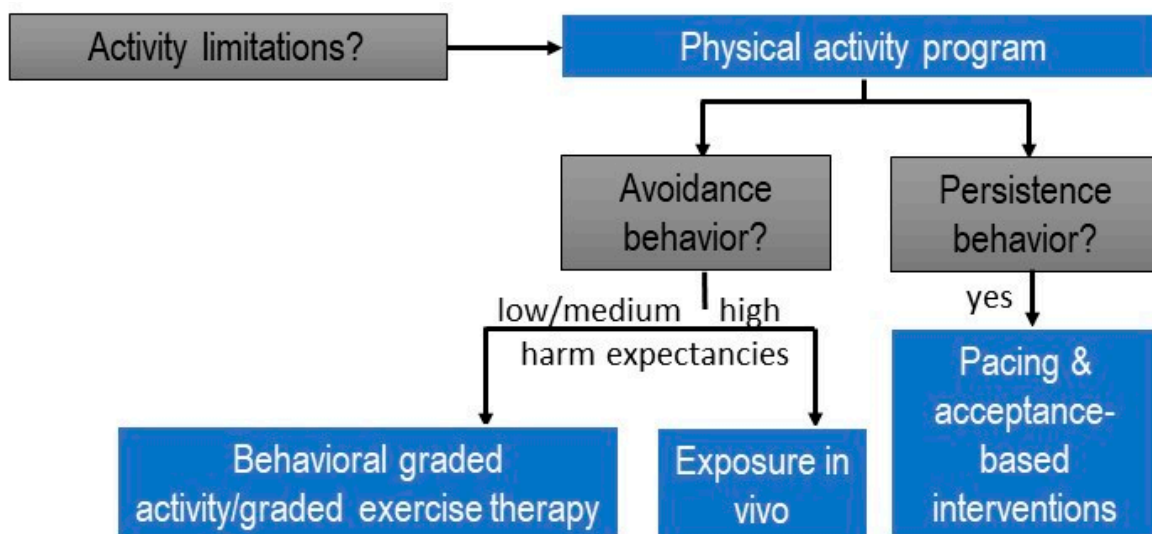 Activity limitations?
Physical activity program
Avoidance
behavior?
Persistence
behavior?
low/medium high
harm expectancies
yes
Behavioral graded
activity/graded exercise therapy
Exposure in
vivo
Pacing &
acceptance-
based
interventions